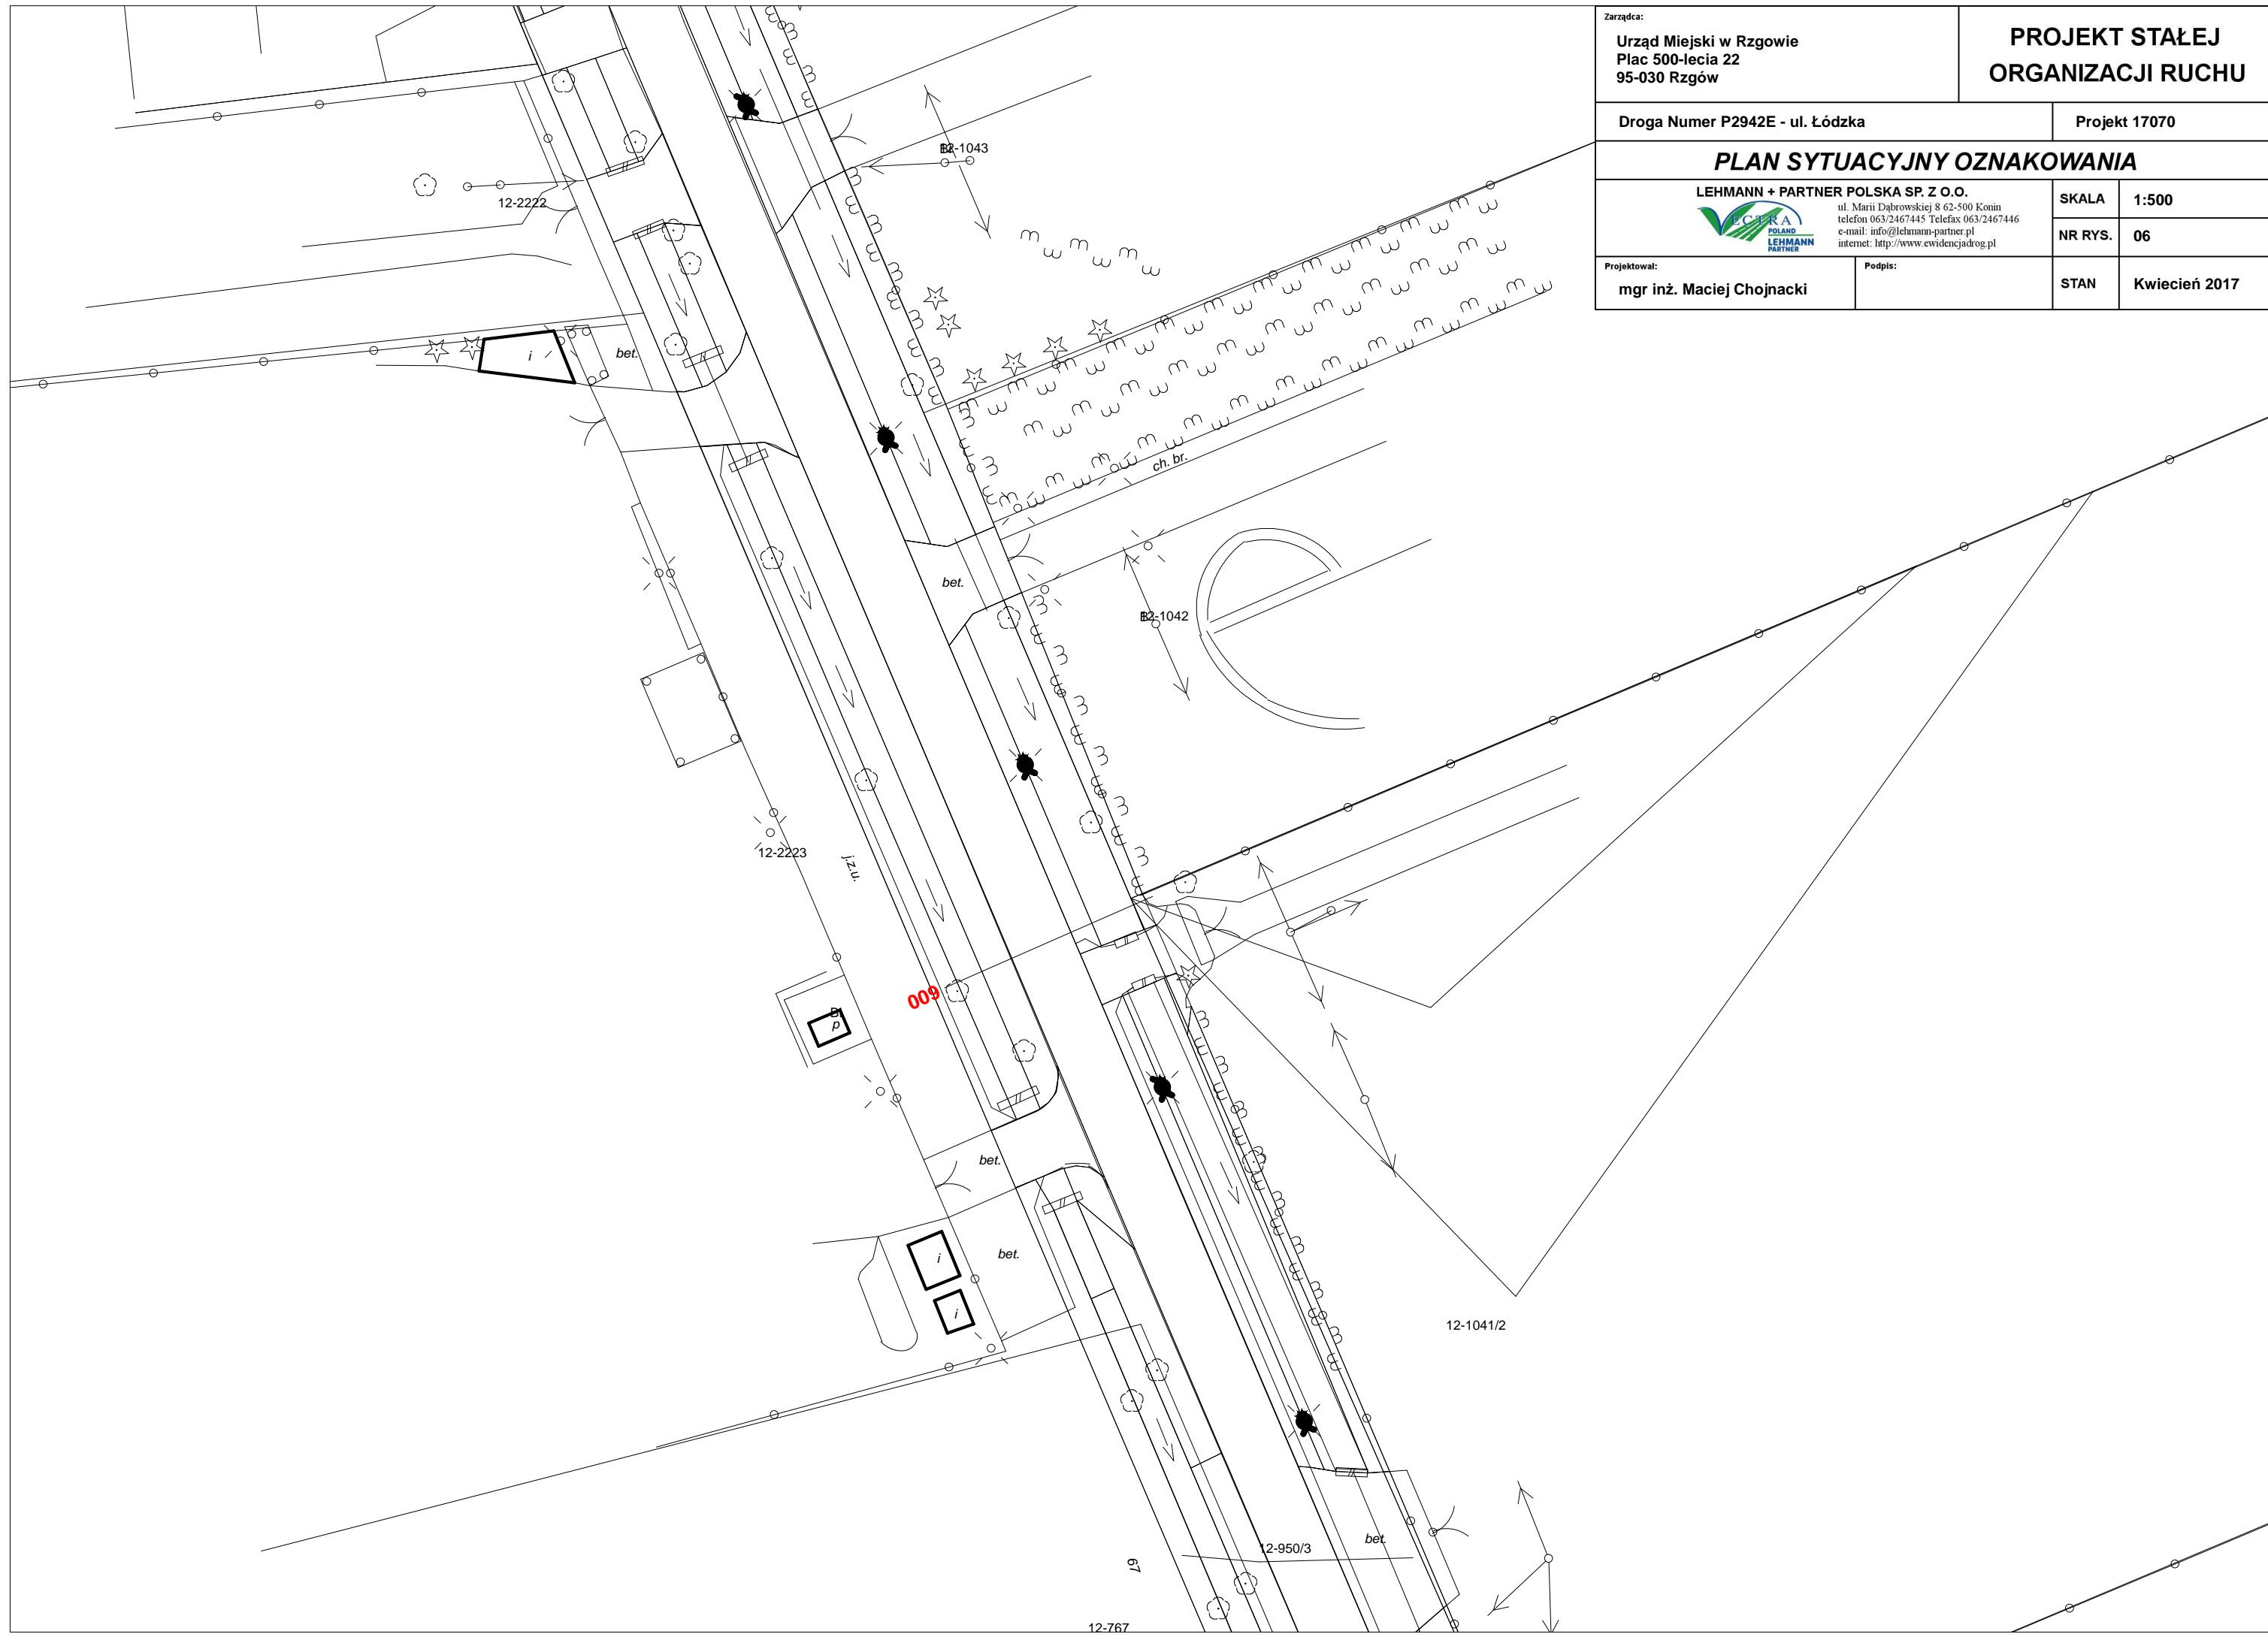 Zarządca:
Urząd Miejski w Rzgowie
Plac 500-lecia 22
95-030 Rzgów
PROJEKT STAŁEJ
ORGANIZACJI RUCHU
Droga Numer P2942E - ul. Łódzka
Projekt 17070
PLAN SYTUACYJNY OZNAKOWANIA
LEHMANN + PARTNER POLSKA SP. Z O.O.
VECTRA
POLAND
LEHMANN
PARTNER
ul. Marii Dąbrowskiej 8 62-500 Konin
telefon 063/2467445 Telefax 063/2467446
e-mail: info@lehmann-partner.pl
internet: http://www.ewidencjadrog.pl
SKALA
1:500
NR RYS.
06
Projektował:
mgr inż. Maciej Chojnacki
Podpis:
STAN
Kwiecień 2017
12-1043
12-2222
i
bet.
ch. br.
bet.
12-1042
12-2223
j.z.u.
009
p
bet.
i
bet.
i
12-1041/2
12-950/3
bet.
67
12-767